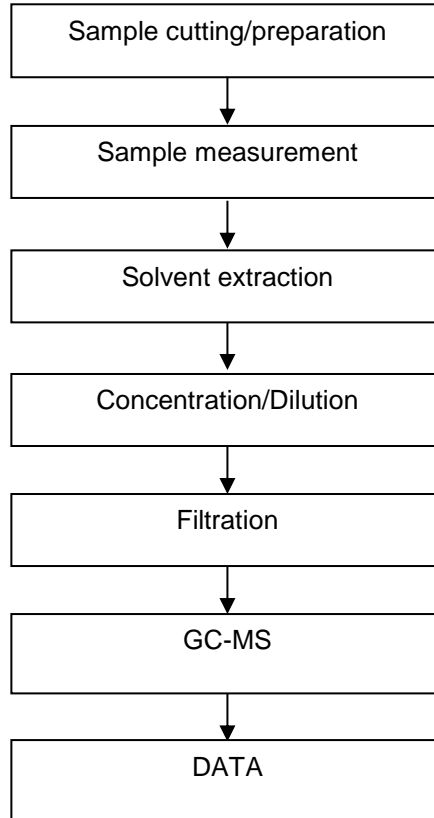 Sample cutting/preparation
Sample measurement
Solvent extraction
Concentration/Dilution
Filtration
GC-MS
DATA